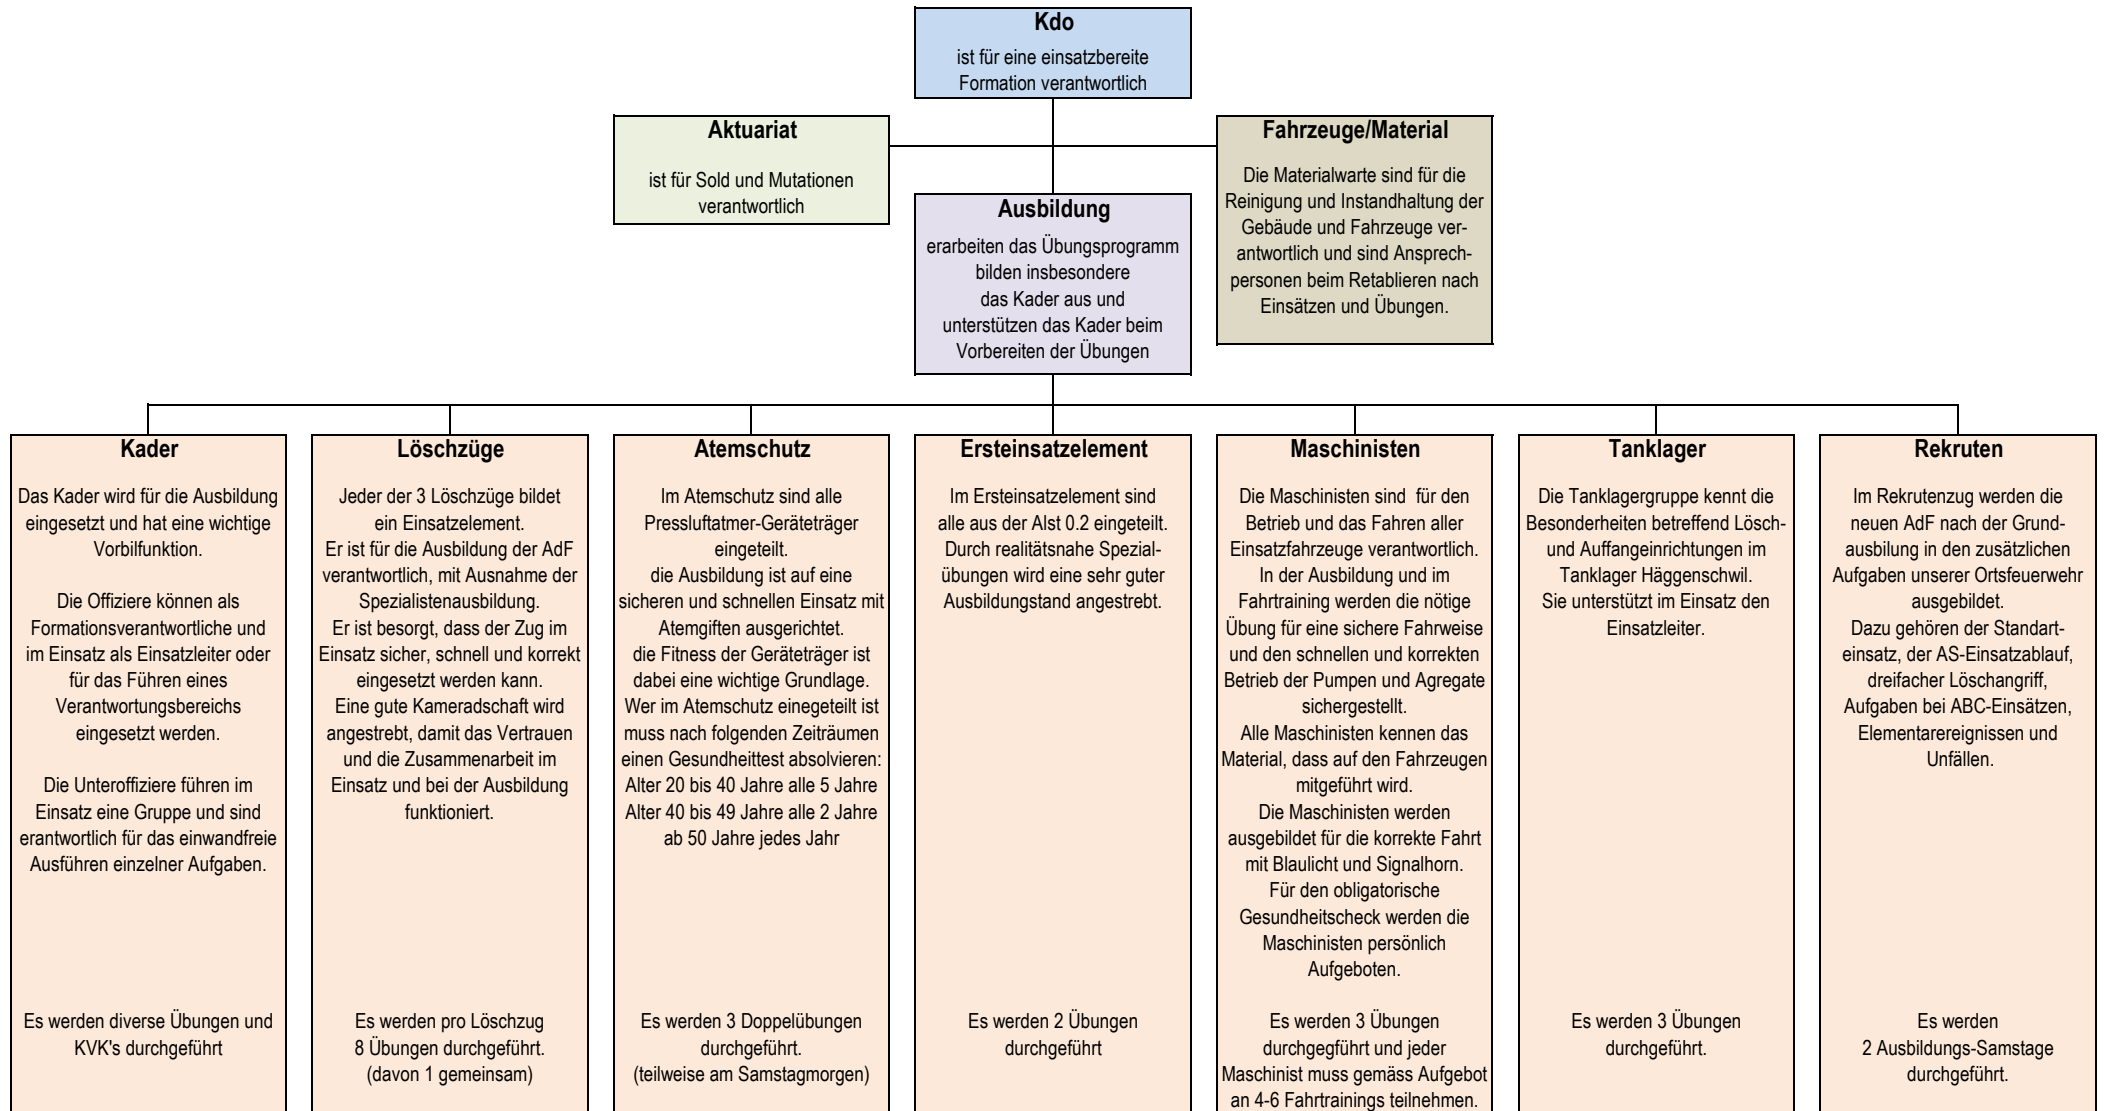 Kdo
ist für eine einsatzbereite
Formation verantwortlich
Aktuariat
ist für Sold und Mutationen
verantwortlich
Fahrzeuge/Material
Die Materialwarte sind für die
Reinigung und Instandhaltung der
Gebäude und Fahrzeuge ver-
antwortlich und sind Ansprech-
personen beim Retablieren nach
Einsätzen und Übungen.
Ausbildung
erarbeiten das Übungsprogramm
bilden insbesondere
das Kader aus und
unterstützen das Kader beim
Vorbereiten der Übungen
Kader
Das Kader wird für die Ausbildung
eingesetzt und hat eine wichtige
Vorbilfunktion.
Die Offiziere können als
Formationsverantwortliche und
im Einsatz als Einsatzleiter oder
für das Führen eines
Verantwortungsbereichs
eingesetzt werden.
Die Unteroffiziere führen im
Einsatz eine Gruppe und sind
erantwortlich für das einwandfreie
Ausführen einzelner Aufgaben.
Es werden diverse Übungen und
KVK's durchgeführt
Löschzüge
Jeder der 3 Löschzüge bildet
ein Einsatzelement.
Er ist für die Ausbildung der AdF
verantwortlich, mit Ausnahme der
Spezialistenausbildung.
Er ist besorgt, dass der Zug im
Einsatz sicher, schnell und korrekt
eingesetzt werden kann.
Eine gute Kameradschaft wird
angestrebt, damit das Vertrauen
und die Zusammenarbeit im
Einsatz und bei der Ausbildung
funktioniert.
Es werden pro Löschzug
8 Übungen durchgeführt.
(davon 1 gemeinsam)
Atemschutz
Im Atemschutz sind alle
Pressluftatmer-Geräteträger
eingeteilt.
die Ausbildung ist auf eine
sicheren und schnellen Einsatz mit
Atemgiften ausgerichtet.
die Fitness der Geräteträger ist
dabei eine wichtige Grundlage.
Wer im Atemschutz einegeteilt ist
muss nach folgenden Zeiträumen
einen Gesundheittest absolvieren:
Alter 20 bis 40 Jahre alle 5 Jahre
Alter 40 bis 49 Jahre alle 2 Jahre
ab 50 Jahre jedes Jahr
Es werden 3 Doppelübungen
durchgeführt.
(teilweise am Samstagmorgen)
Ersteinsatzelement
Im Ersteinsatzelement sind
alle aus der Alst 0.2 eingeteilt.
Durch realitätsnahe Spezial-
übungen wird eine sehr guter
Ausbildungstand angestrebt.
Es werden 2 Übungen
durchgeführt
Maschinisten
Die Maschinisten sind  für den
Betrieb und das Fahren aller
Einsatzfahrzeuge verantwortlich.
In der Ausbildung und im
Fahrtraining werden die nötige
Übung für eine sichere Fahrweise
und den schnellen und korrekten
Betrieb der Pumpen und Agregate
sichergestellt.
Alle Maschinisten kennen das
Material, dass auf den Fahrzeugen
mitgeführt wird.
Die Maschinisten werden
ausgebildet für die korrekte Fahrt
mit Blaulicht und Signalhorn.
Für den obligatorische
Gesundheitscheck werden die
Maschinisten persönlich
Aufgeboten.
Es werden 3 Übungen
durchgegführt und jeder
Maschinist muss gemäss Aufgebot
an 4-6 Fahrtrainings teilnehmen.
Tanklager
Die Tanklagergruppe kennt die
Besonderheiten betreffend Lösch-
und Auffangeinrichtungen im
Tanklager Häggenschwil.
Sie unterstützt im Einsatz den
Einsatzleiter.
Es werden 3 Übungen
durchgeführt.
Rekruten
Im Rekrutenzug werden die
neuen AdF nach der Grund-
ausbilung in den zusätzlichen
Aufgaben unserer Ortsfeuerwehr
ausgebildet.
Dazu gehören der Standart-
einsatz, der AS-Einsatzablauf,
dreifacher Löschangriff,
Aufgaben bei ABC-Einsätzen,
Elementarereignissen und
Unfällen.
Es werden
2 Ausbildungs-Samstage
durchgeführt.